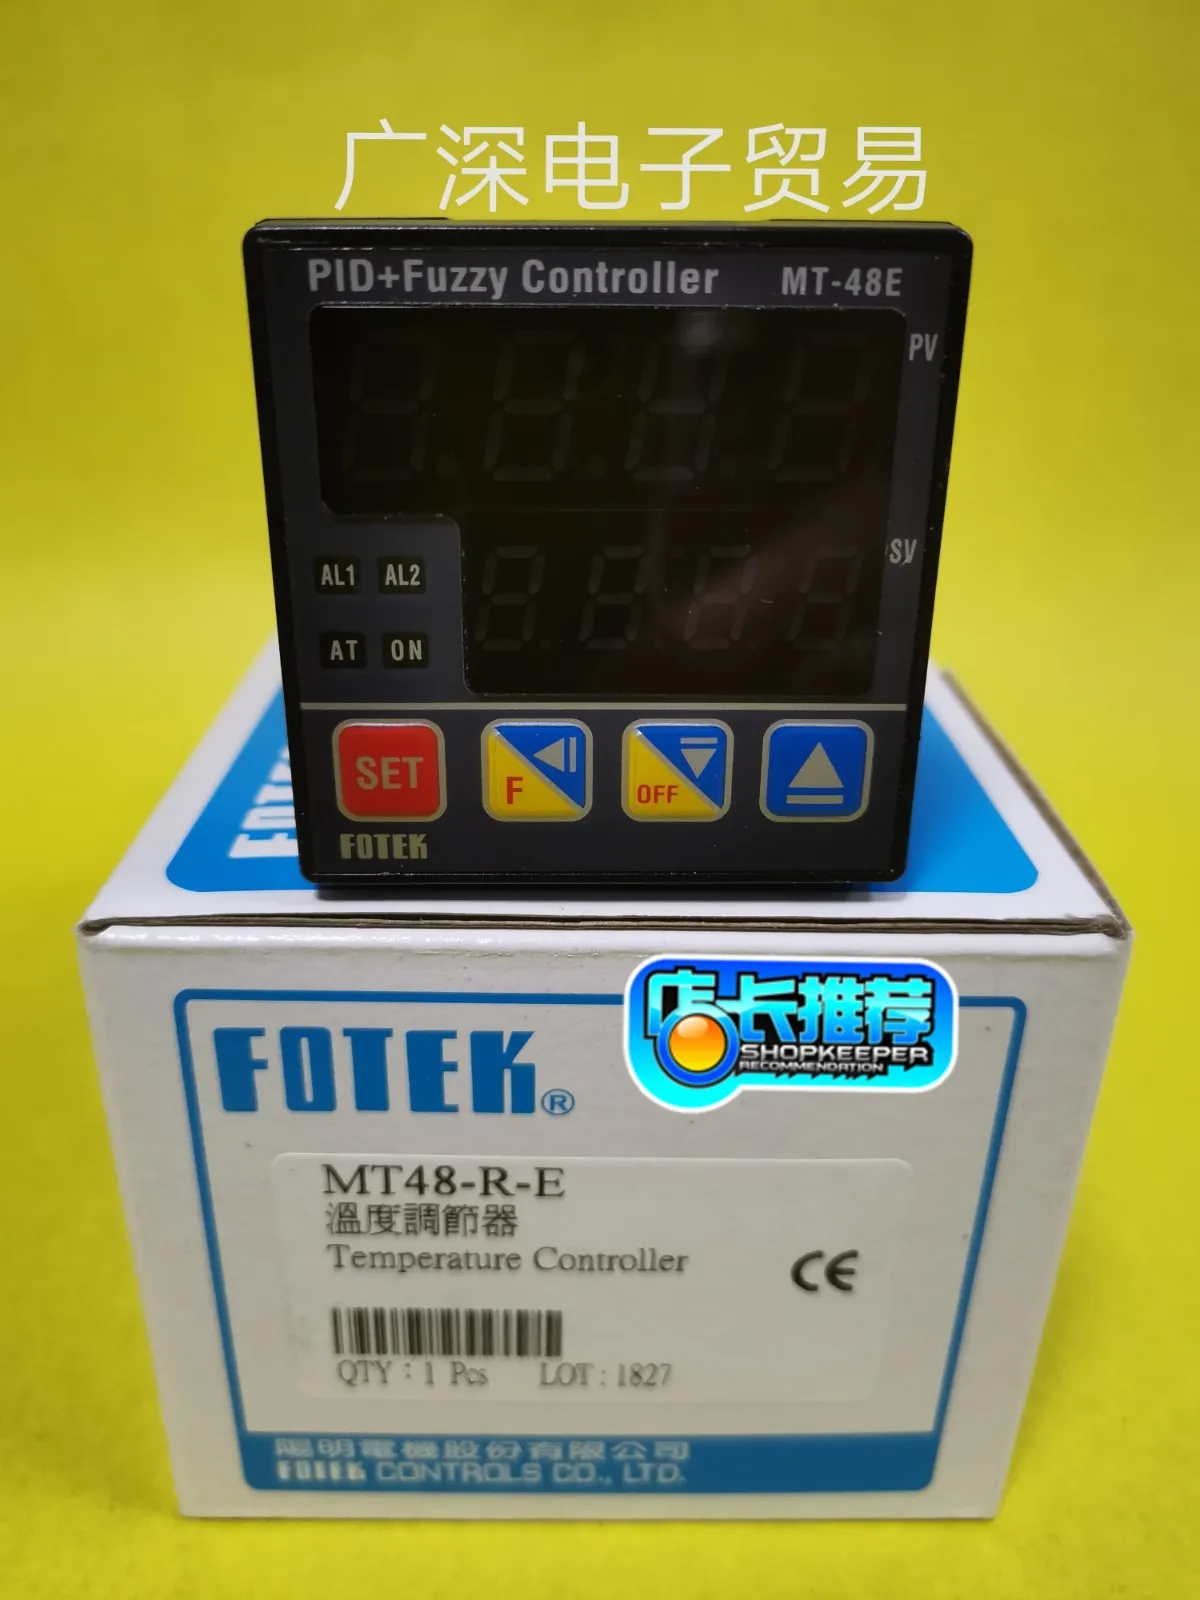 广深电子贸易
PID+Fuzzy Controller MT-48E
PV
SV
AL1 AL2
AT ON
SET F OFF
FOTEK
店长推荐
SHOPKEEPER
RECOMMENDATION
FOTEK®
MT48-R-E
溫度調節器
Temperature Controller
CE
QTY : 1 Pcs LOT : 1827
陽明電機股份有限公司
FOTEK CONTROLS CO., LTD.